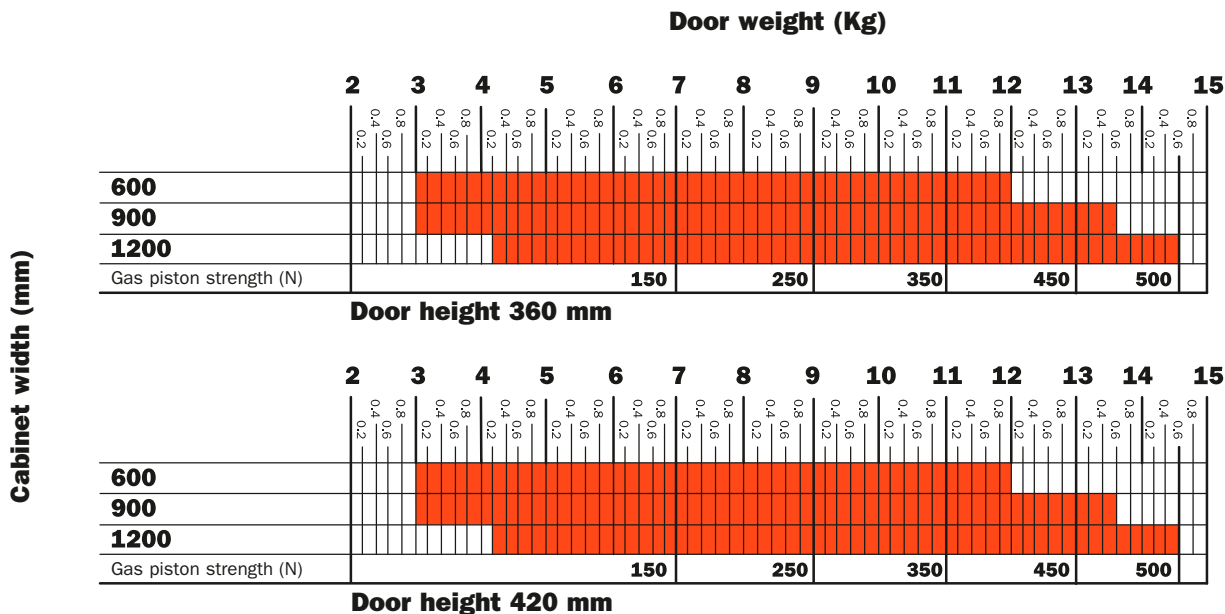 Door weight (Kg)
2 3 4 5 6 7 8 9 10 11 12 13 14 15
0.2 0.4 0.6 0.8 0.2 0.4 0.6 0.8 0.2 0.4 0.6 0.8 0.2 0.4 0.6 0.8 0.2 0.4 0.6 0.8 0.2 0.4 0.6 0.8 0.2 0.4 0.6 0.8 0.2 0.4 0.6 0.8 0.2 0.4 0.6 0.8 0.2 0.4 0.6 0.8 0.2 0.4 0.6 0.8 0.2 0.4 0.6 0.8 0.2 0.4 0.6 0.8
600
900
1200
Gas piston strength (N) 150 250 350 450 500
Door height 360 mm
Cabinet width (mm)
2 3 4 5 6 7 8 9 10 11 12 13 14 15
0.2 0.4 0.6 0.8 0.2 0.4 0.6 0.8 0.2 0.4 0.6 0.8 0.2 0.4 0.6 0.8 0.2 0.4 0.6 0.8 0.2 0.4 0.6 0.8 0.2 0.4 0.6 0.8 0.2 0.4 0.6 0.8 0.2 0.4 0.6 0.8 0.2 0.4 0.6 0.8 0.2 0.4 0.6 0.8 0.2 0.4 0.6 0.8 0.2 0.4 0.6 0.8
600
900
1200
Gas piston strength (N) 150 250 350 450 500
Door height 420 mm